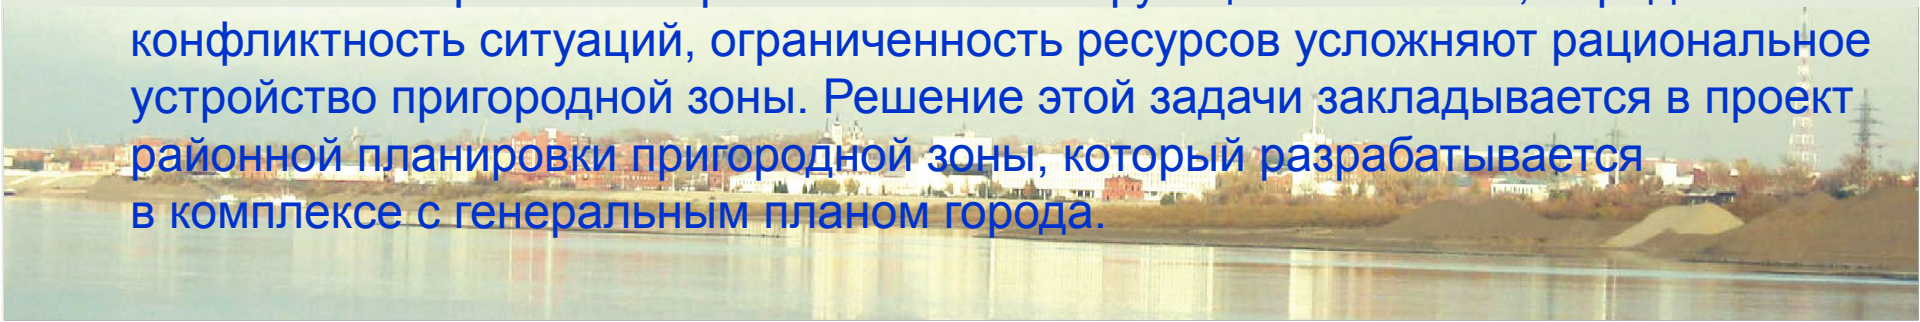 конфликтность ситуаций, ограниченность ресурсов усложняют рациональное
устройство пригородной зоны. Решение этой задачи закладывается в проект
районной планировки пригородной зоны, который разрабатывается
в комплексе с генеральным планом города.